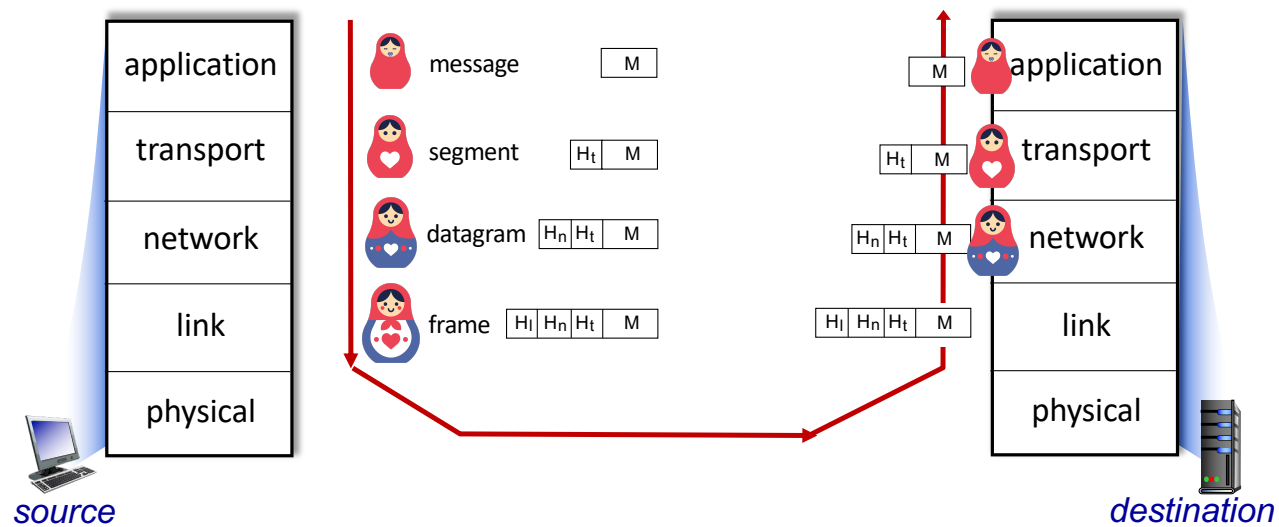 application
transport
network
link
physical
source
message M
segment Ht M
datagram Hn Ht M
frame Hl Hn Ht M
M application
Ht M transport
Hn Ht M network
Hl Hn Ht M link
physical
destination